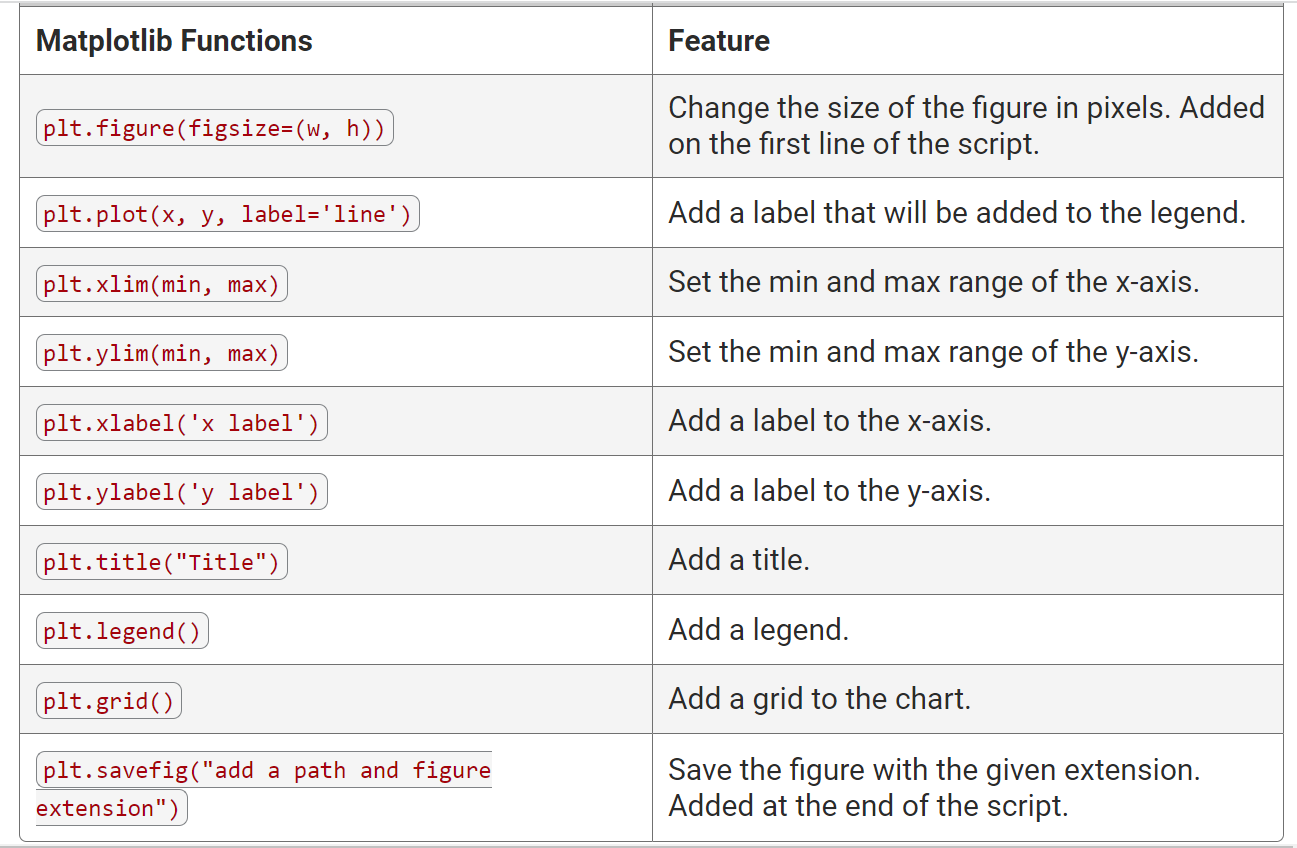 Matplotlib Functions
Feature
plt.figure(figsize=(w, h))
Change the size of the figure in pixels. Added
on the first line of the script.
plt.plot(x, y, label='line')
Add a label that will be added to the legend.
plt.xlim(min, max)
Set the min and max range of the x-axis.
plt.ylim(min, max)
Set the min and max range of the y-axis.
plt.xlabel('x label')
Add a label to the x-axis.
plt.ylabel('y label')
Add a label to the y-axis.
plt.title("Title")
Add a title.
plt.legend()
Add a legend.
plt.grid()
Add a grid to the chart.
plt.savefig("add a path and figure
extension")
Save the figure with the given extension.
Added at the end of the script.